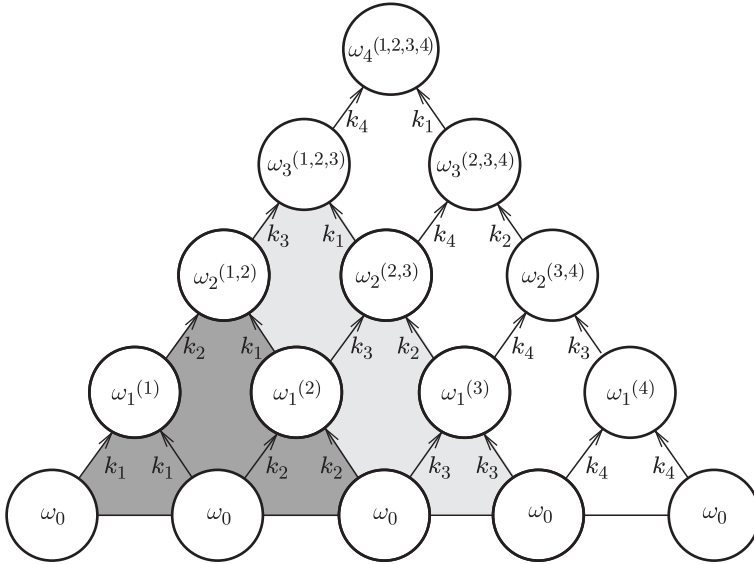 ω₄⁽¹,²,³,⁴⁾
k₄ k₁
ω₃⁽¹,²,³⁾ ω₃⁽²,³,⁴⁾
k₃ k₁ k₄ k₂
ω₂⁽¹,²⁾ ω₂⁽²,³⁾ ω₂⁽³,⁴⁾
k₂ k₁ k₃ k₂ k₄ k₃
ω₁⁽¹⁾ ω₁⁽²⁾ ω₁⁽³⁾ ω₁⁽⁴⁾
k₁ k₁ k₂ k₂ k₃ k₃ k₄ k₄
ω₀ ω₀ ω₀ ω₀ ω₀